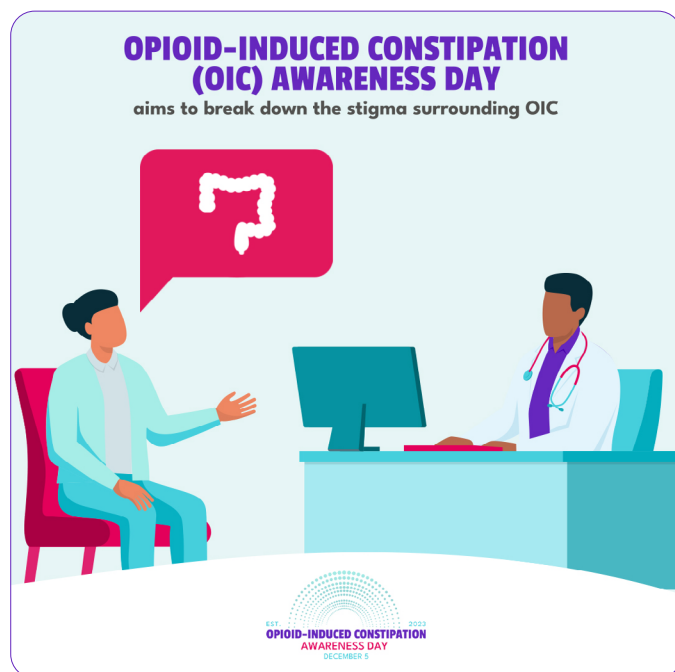 OPIOID-INDUCED CONSTIPATION
(OIC) AWARENESS DAY
aims to break down the stigma surrounding OIC
EST. 2023
OPIOID-INDUCED CONSTIPATION
AWARENESS DAY
DECEMBER 5